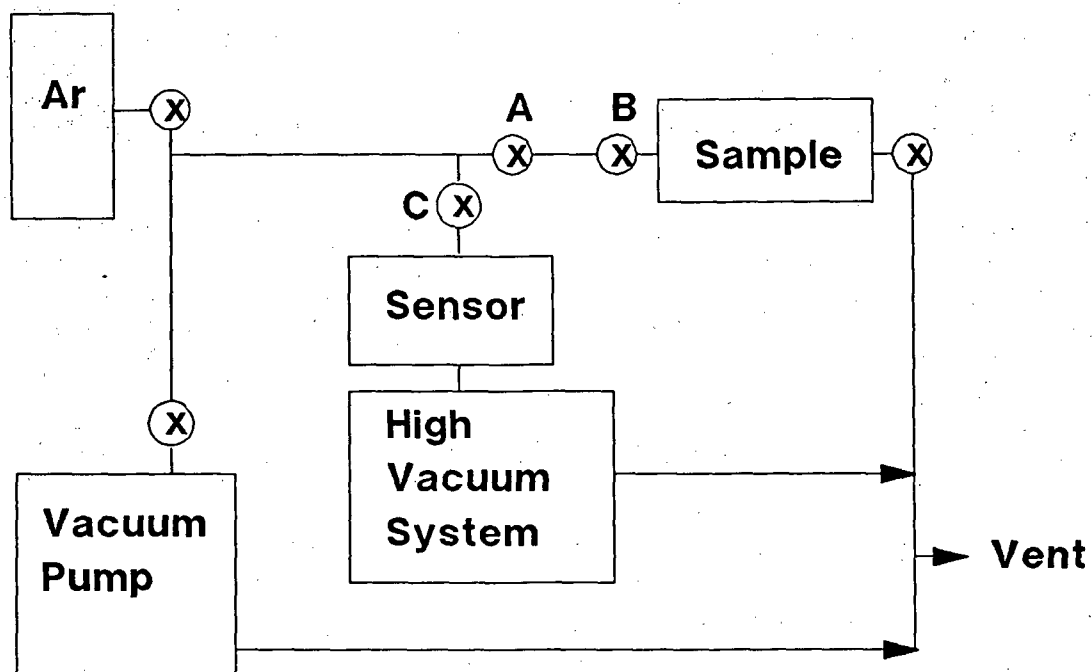 Ar
X
A
B
X
X
Sample
X
C
X
Sensor
X
High
Vacuum
System
Vacuum
Pump
Vent